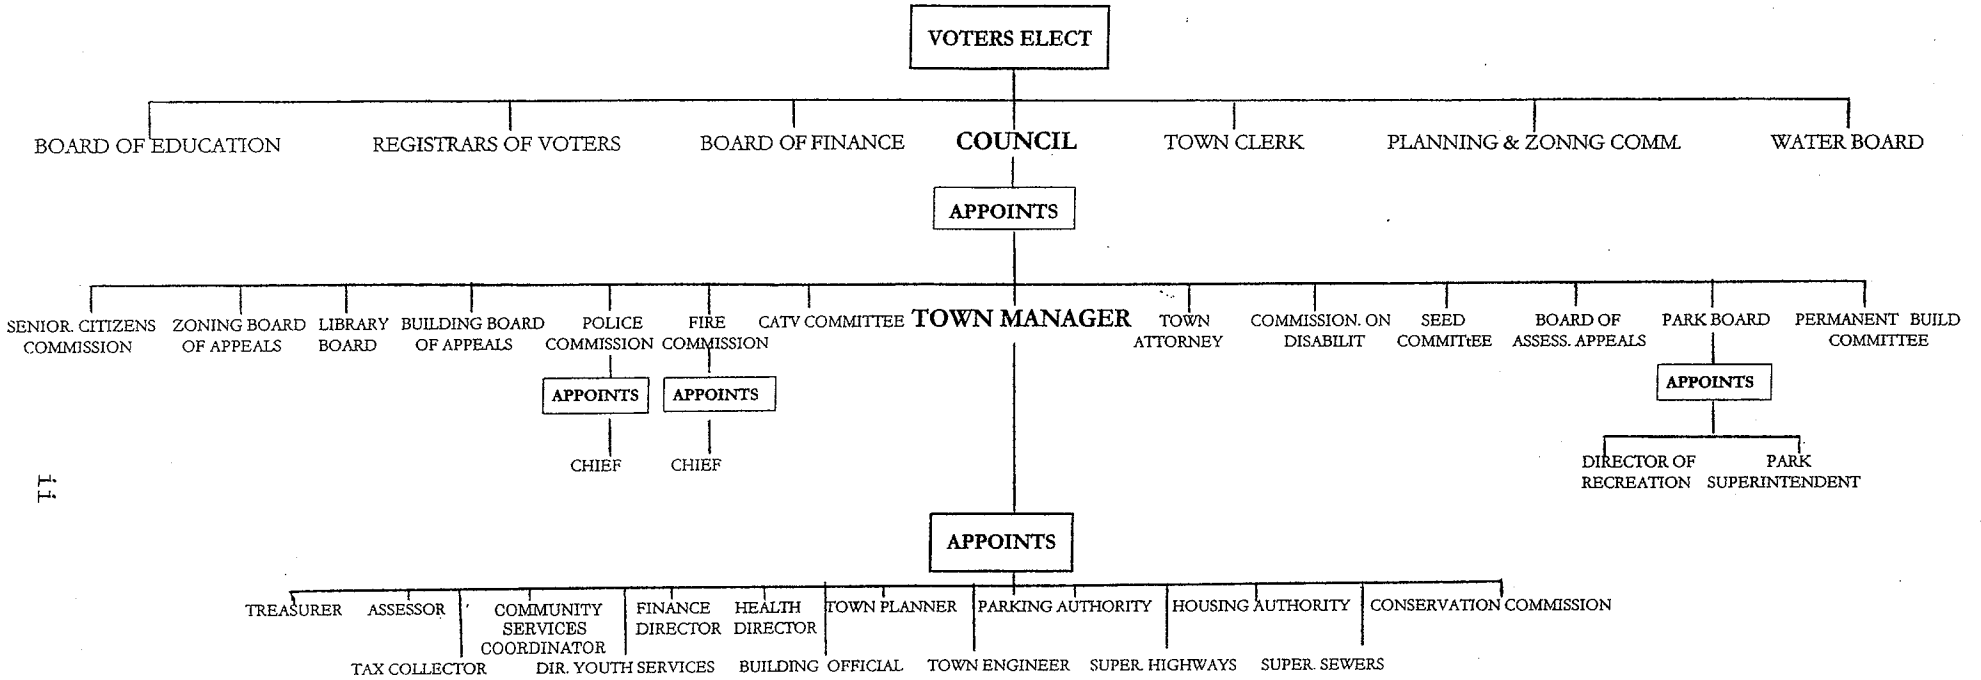 VOTERS ELECT
BOARD OF EDUCATION REGISTRARS OF VOTERS BOARD OF FINANCE COUNCIL TOWN CLERK PLANNING & ZONNG COMM. WATER BOARD
APPOINTS
SENIOR. CITIZENS
COMMISSION
ZONING BOARD
OF APPEALS
LIBRARY
BOARD
BUILDING BOARD
OF APPEALS
POLICE
COMMISSION
FIRE
COMMISSION
CATV COMMITTEE
TOWN MANAGER
TOWN
ATTORNEY
COMMISSION. ON
DISABILIT
SEED
COMMITtEE
BOARD OF
ASSESS. APPEALS
PARK BOARD
PERMANENT BUILD
COMMITTEE
APPOINTS
APPOINTS
APPOINTS
CHIEF
CHIEF
DIRECTOR OF
RECREATION
PARK
SUPERINTENDENT
ii
APPOINTS
TREASURER
ASSESSOR
COMMUNITY
SERVICES
COORDINATOR
FINANCE
DIRECTOR
HEALTH
DIRECTOR
TOWN PLANNER
PARKING AUTHORITY
HOUSING AUTHORITY
CONSERVATION COMMISSION
TAX COLLECTOR
DIR. YOUTH SERVICES
BUILDING OFFICIAL
TOWN ENGINEER
SUPER. HIGHWAYS
SUPER. SEWERS